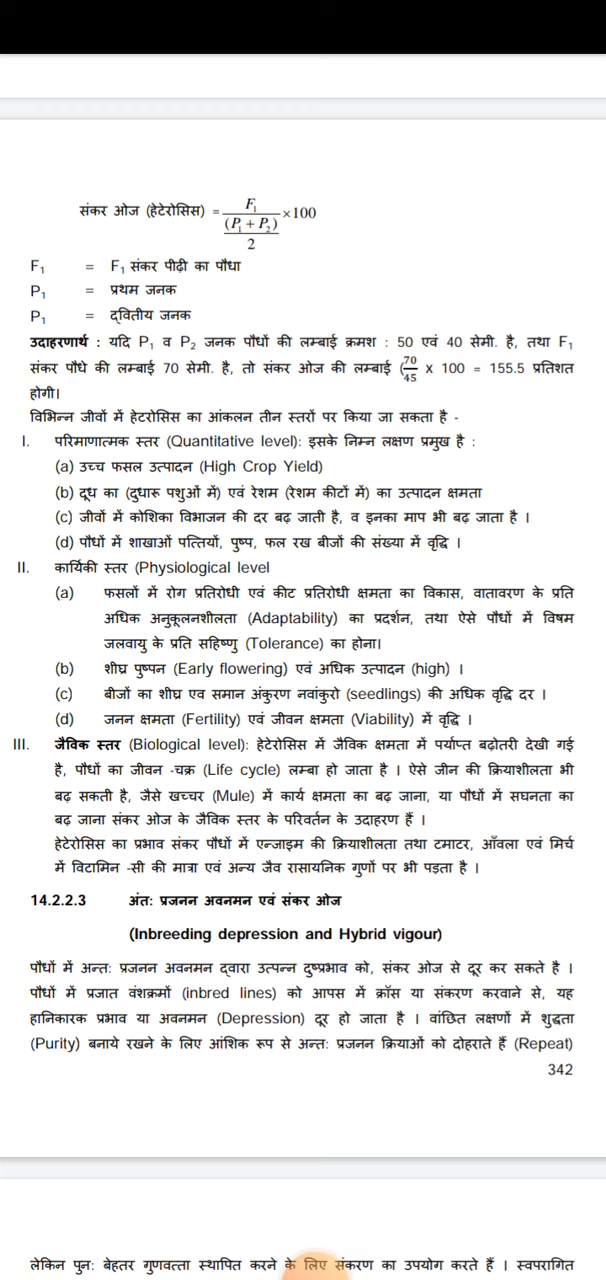 संकर ओज (हेटेरोसिस) = F₁ / ((P₁ + P₂) / 2) ×100
F₁ = F₁ संकर पीढ़ी का पौधा
P₁ = प्रथम जनक
P₁ = द्वितीय जनक
उदाहरणार्थ : यदि P₁ व P₂ जनक पौधों की लम्बाई क्रमश : 50 एवं 40 सेमी. है, तथा F₁
संकर पौधे की लम्बाई 70 सेमी. है, तो संकर ओज की लम्बाई (70/45 x 100 = 155.5 प्रतिशत
होगी।
विभिन्न जीवों में हेटरोसिस का आंकलन तीन स्तरों पर किया जा सकता है -
I. परिमाणात्मक स्तर (Quantitative level): इसके निम्न लक्षण प्रमुख है :
(a) उच्च फसल उत्पादन (High Crop Yield)
(b) दूध का (दुधारू पशुओं में) एवं रेशम (रेशम कीटों में) का उत्पादन क्षमता
(c) जीवों में कोशिका विभाजन की दर बढ़ जाती है, व इनका माप भी बढ़ जाता है ।
(d) पौधों में शाखाओं पत्तियों, पुष्प, फल रख बीजों की संख्या में वृद्धि ।
II. कार्यिकी स्तर (Physiological level
(a) फसलों में रोग प्रतिरोधी एवं कीट प्रतिरोधी क्षमता का विकास, वातावरण के प्रति
अधिक अनुकूलनशीलता (Adaptability) का प्रदर्शन, तथा ऐसे पौधों में विषम
जलवायु के प्रति सहिष्णु (Tolerance) का होना।
(b) शीघ्र पुष्पन (Early flowering) एवं अधिक उत्पादन (high) ।
(c) बीजों का शीघ्र एव समान अंकुरण नवांकुरो (seedlings) की अधिक वृद्धि दर ।
(d) जनन क्षमता (Fertility) एवं जीवन क्षमता (Viability) में वृद्धि ।
III. जैविक स्तर (Biological level): हेटेरोसिस में जैविक क्षमता में पर्याप्त बढ़ोतरी देखी गई
है, पौधों का जीवन -चक्र (Life cycle) लम्बा हो जाता है । ऐसे जीन की क्रियाशीलता भी
बढ़ सकती है, जैसे खच्चर (Mule) में कार्य क्षमता का बढ़ जाना, या पौधों में सघनता का
बढ़ जाना संकर ओज के जैविक स्तर के परिवर्तन के उदाहरण हैं ।
हेटेरोसिस का प्रभाव संकर पौधों में एन्जाइम की क्रियाशीलता तथा टमाटर, आँवला एवं मिर्च
में विटामिन -सी की मात्रा एवं अन्य जैव रासायनिक गुणों पर भी पड़ता है ।
14.2.2.3 अंत: प्रजनन अवनमन एवं संकर ओज
(Inbreeding depression and Hybrid vigour)
पौधों में अन्त: प्रजनन अवनमन द्वारा उत्पन्न दुष्प्रभाव को, संकर ओज से दूर कर सकते है ।
पौधों में प्रजात वंशक्रमों (inbred lines) को आपस में क्रॉस या संकरण करवाने से, यह
हानिकारक प्रभाव या अवनमन (Depression) दूर हो जाता है । वांछित लक्षणों में शुद्धता
(Purity) बनाये रखने के लिए आंशिक रूप से अन्त: प्रजनन क्रियाओं को दोहराते हैं (Repeat)
342
लेकिन पुन: बेहतर गुणवत्ता स्थापित करने के लिए संकरण का उपयोग करते हैं । स्वपरागित